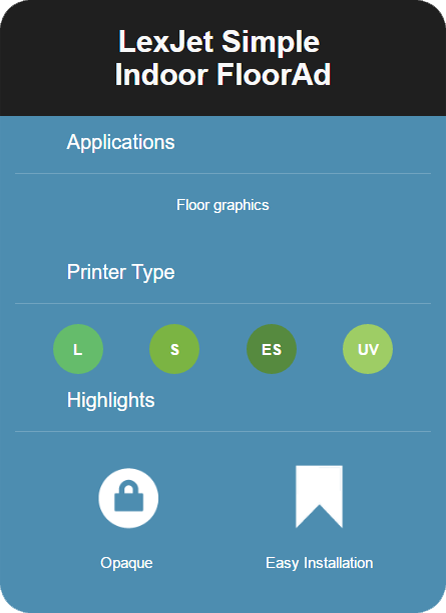 LexJet Simple
Indoor FloorAd
Applications
Floor graphics
Printer Type
L S ES UV
Highlights
Opaque Easy Installation